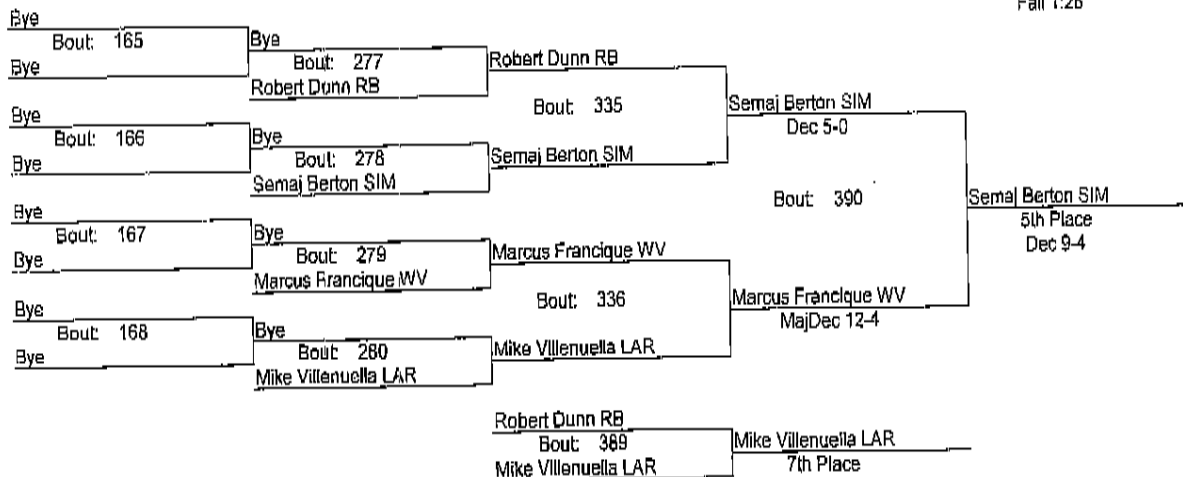 Fall 1:26
Bye
Bout: 165
Bye
Bye
Bout: 277
Robert Dunn RB
Robert Dunn RB
Bout: 335
Semaj Berton SIM
Dec 5-0
Bye
Bout: 166
Bye
Bye
Bout: 278
Semaj Berton SIM
Semaj Berton SIM
Bout: 390
Semaj Berton SIM
5th Place
Dec 9-4
Bye
Bout: 167
Bye
Bye
Bout: 279
Marcus Francique WV
Marcus Francique WV
Bout: 336
Marcus Francique WV
MajDec 12-4
Bye
Bout: 168
Bye
Bye
Bout: 280
Mike Villenuella LAR
Mike Villenuella LAR
Robert Dunn RB
Bout: 389
Mike Villenuella LAR
Mike Villenuella LAR
7th Place